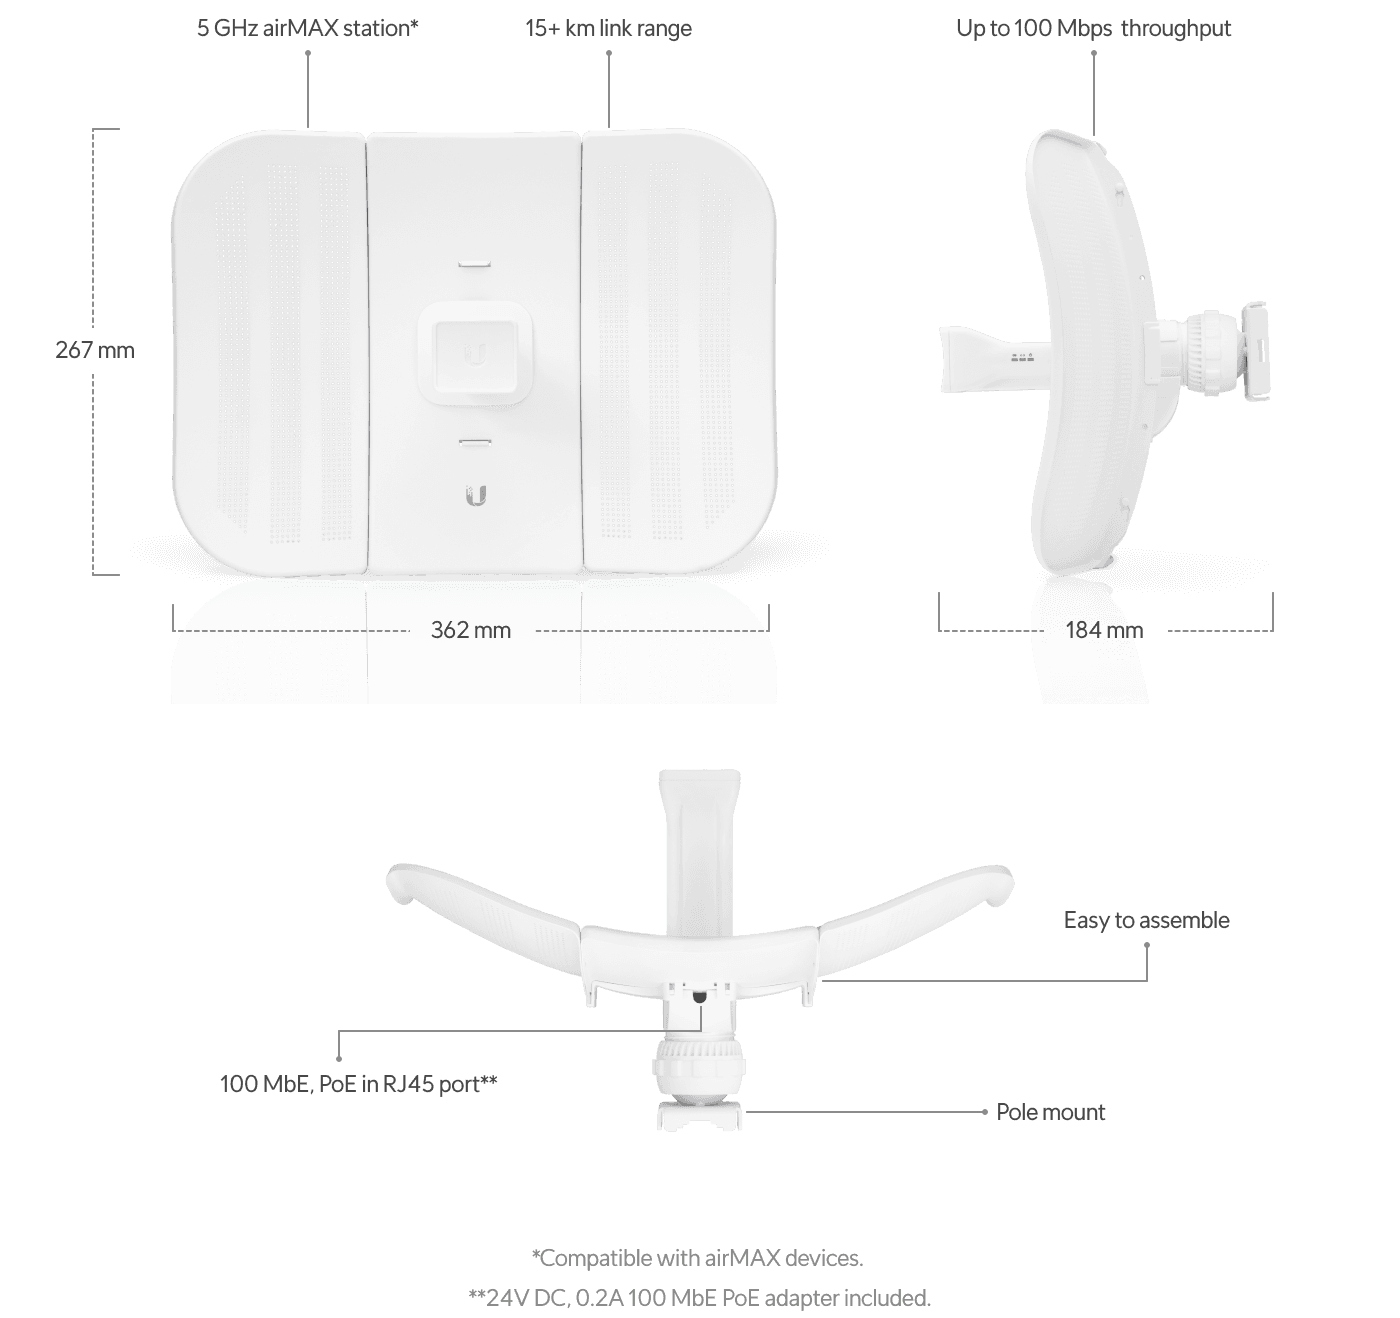 5 GHz airMAX station*
15+ km link range
Up to 100 Mbps throughput
267 mm
362 mm
184 mm
Easy to assemble
100 MbE, PoE in RJ45 port**
Pole mount
*Compatible with airMAX devices.
**24V DC, 0.2A 100 MbE PoE adapter included.